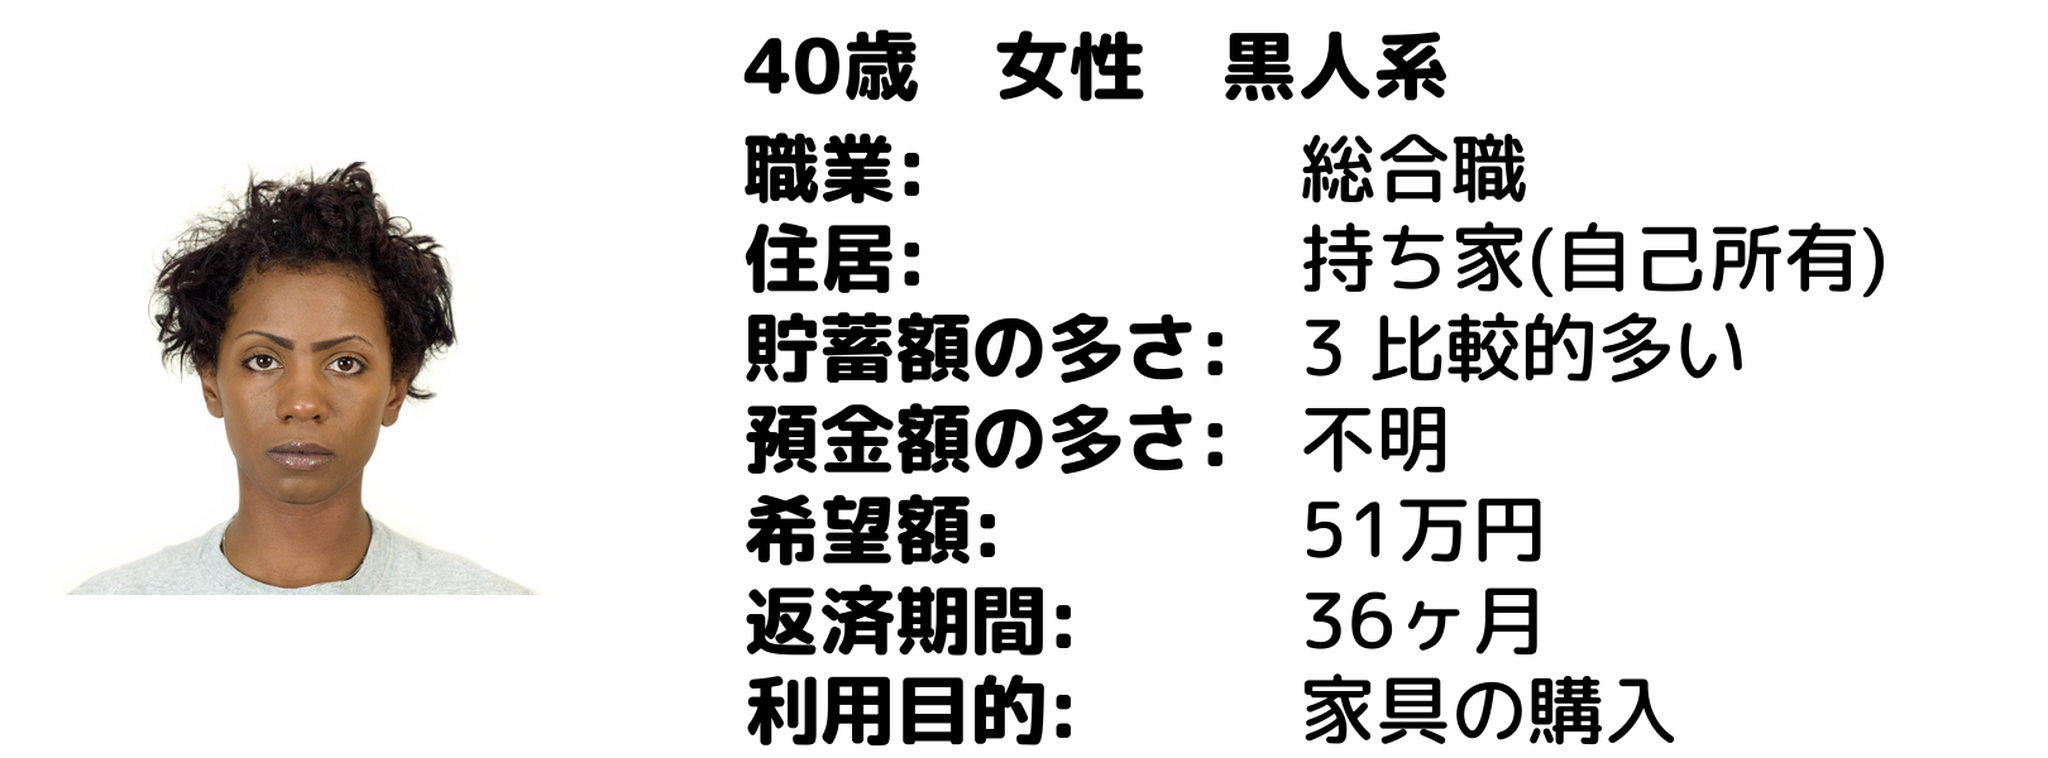 40歳　女性　黒人系
職業: 総合職
住居: 持ち家(自己所有)
貯蓄額の多さ: 3 比較的多い
預金額の多さ: 不明
希望額: 51万円
返済期間: 36ヶ月
利用目的: 家具の購入